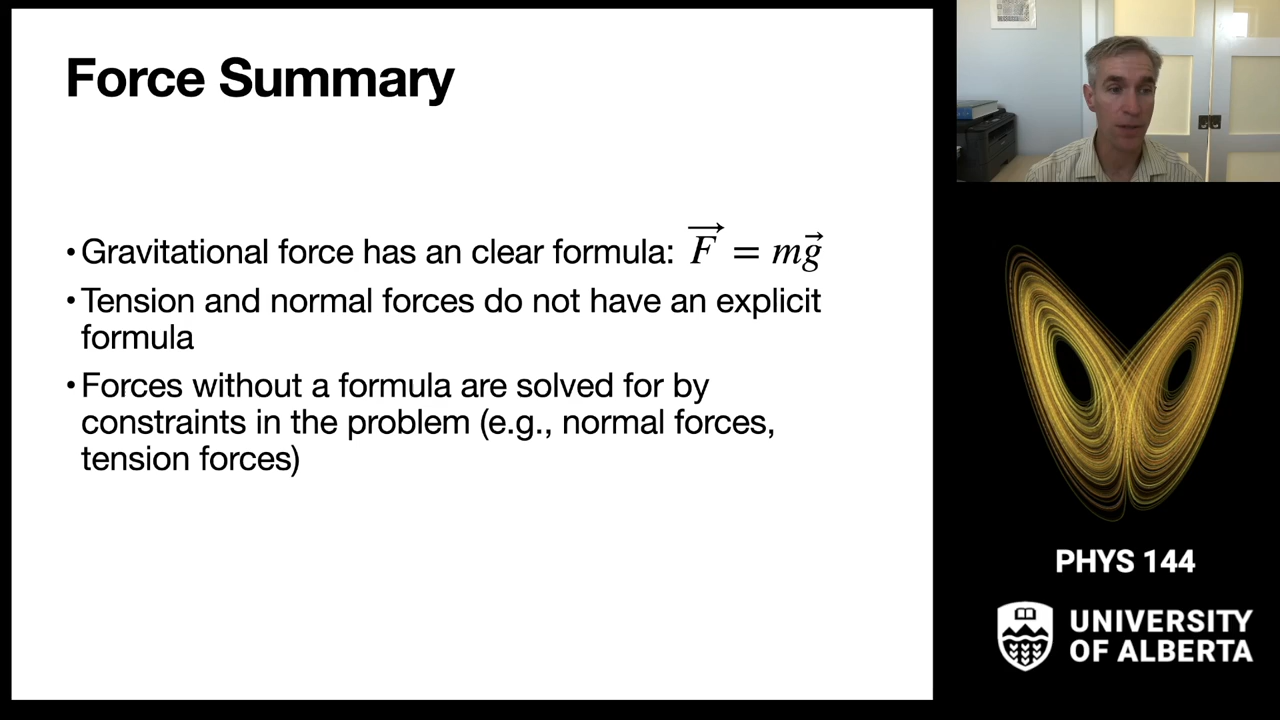 Force Summary
• Gravitational force has an clear formula: $\overrightarrow{F} = m\vec{g}$
• Tension and normal forces do not have an explicit
formula
• Forces without a formula are solved for by
constraints in the problem (e.g., normal forces,
tension forces)
PHYS 144
UNIVERSITY
OF ALBERTA